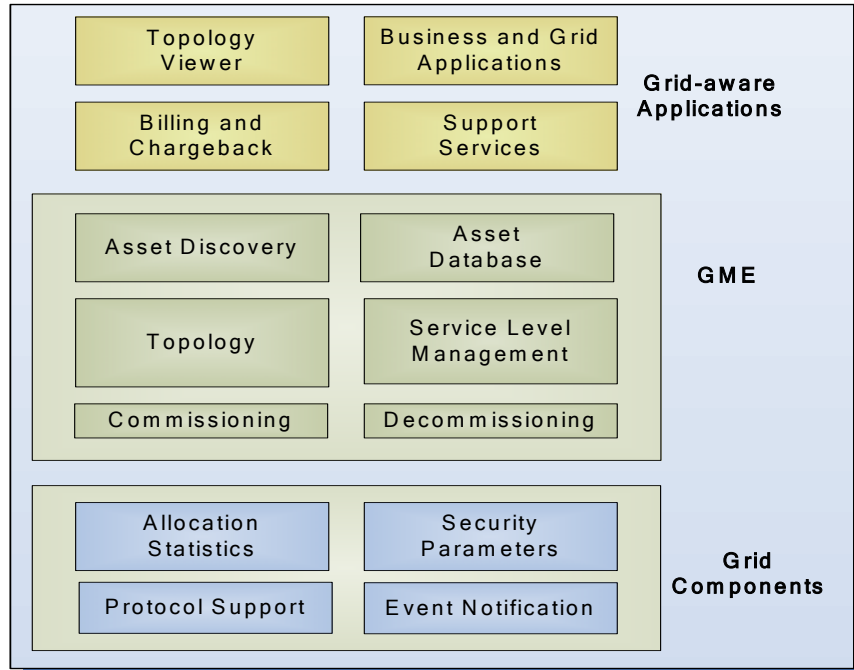 Topology
Viewer
Business and Grid
Applications
Billing and
Chargeback
Support
Services
Grid-aware
Applications
Asset Discovery
Asset
Database
Topology
Service Level
Management
Commissioning
Decommissioning
GME
Allocation
Statistics
Security
Parameters
Protocol Support
Event Notification
Grid
Components